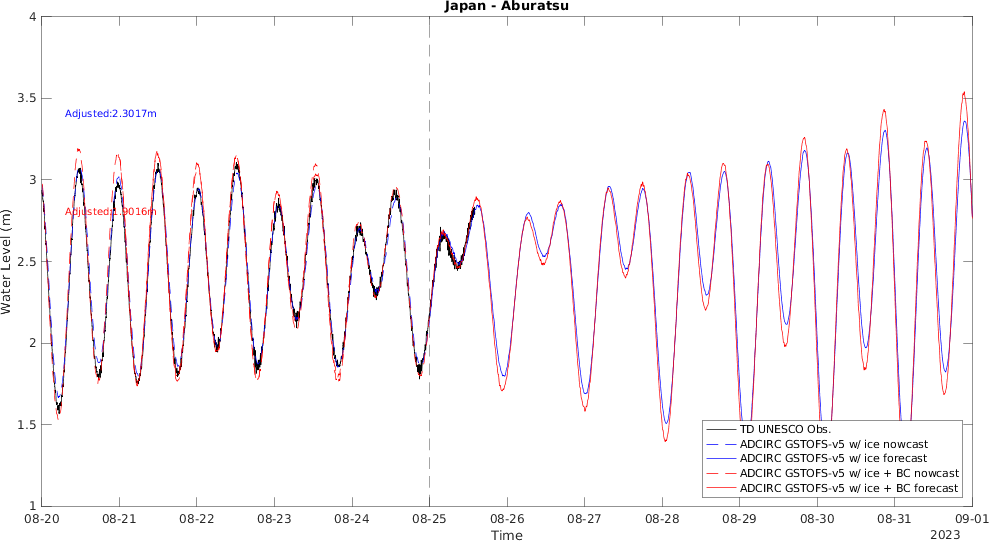 Japan - Aburatsu
Water Level (m)
4
3.5
3
2.5
2
1.5
1
Adjusted:2.3017m
Adjusted:1.9016m
TD UNESCO Obs.
ADCIRC GSTOFS-v5 w/ ice nowcast
ADCIRC GSTOFS-v5 w/ ice forecast
ADCIRC GSTOFS-v5 w/ ice + BC nowcast
ADCIRC GSTOFS-v5 w/ ice + BC forecast
08-20 08-21 08-22 08-23 08-24 08-25 08-26 08-27 08-28 08-29 08-30 08-31 09-01
Time
2023